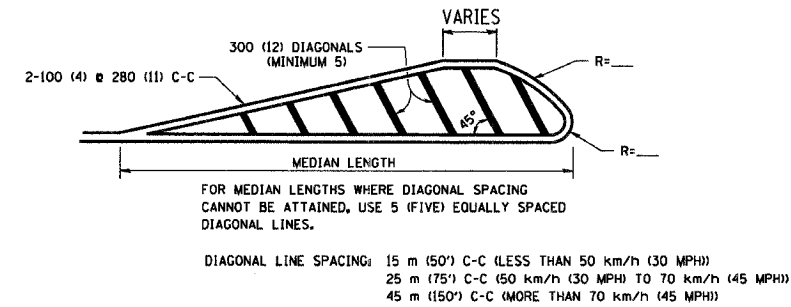 VARIES
300 (12) DIAGONALS
(MINIMUM 5)
R=___
2-100 (4) @ 280 (11) C-C
45°
R=___
MEDIAN LENGTH
FOR MEDIAN LENGTHS WHERE DIAGONAL SPACING
CANNOT BE ATTAINED, USE 5 (FIVE) EQUALLY SPACED
DIAGONAL LINES.
DIAGONAL LINE SPACING: 15 m (50') C-C (LESS THAN 50 km/h (30 MPH))
25 m (75') C-C (50 km/h (30 MPH) TO 70 km/h (45 MPH))
45 m (150') C-C (MORE THAN 70 km/h (45 MPH))